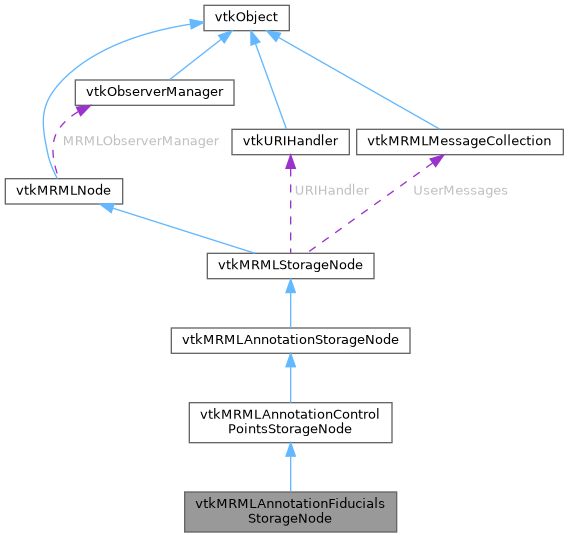 vtkObject
vtkObserverManager
vtkURIHandler
vtkMRMLMessageCollection
MRMLObserverManager
vtkMRMLNode
URIHandler
UserMessages
vtkMRMLStorageNode
vtkMRMLAnnotationStorageNode
vtkMRMLAnnotationControl
PointsStorageNode
vtkMRMLAnnotationFiducials
StorageNode